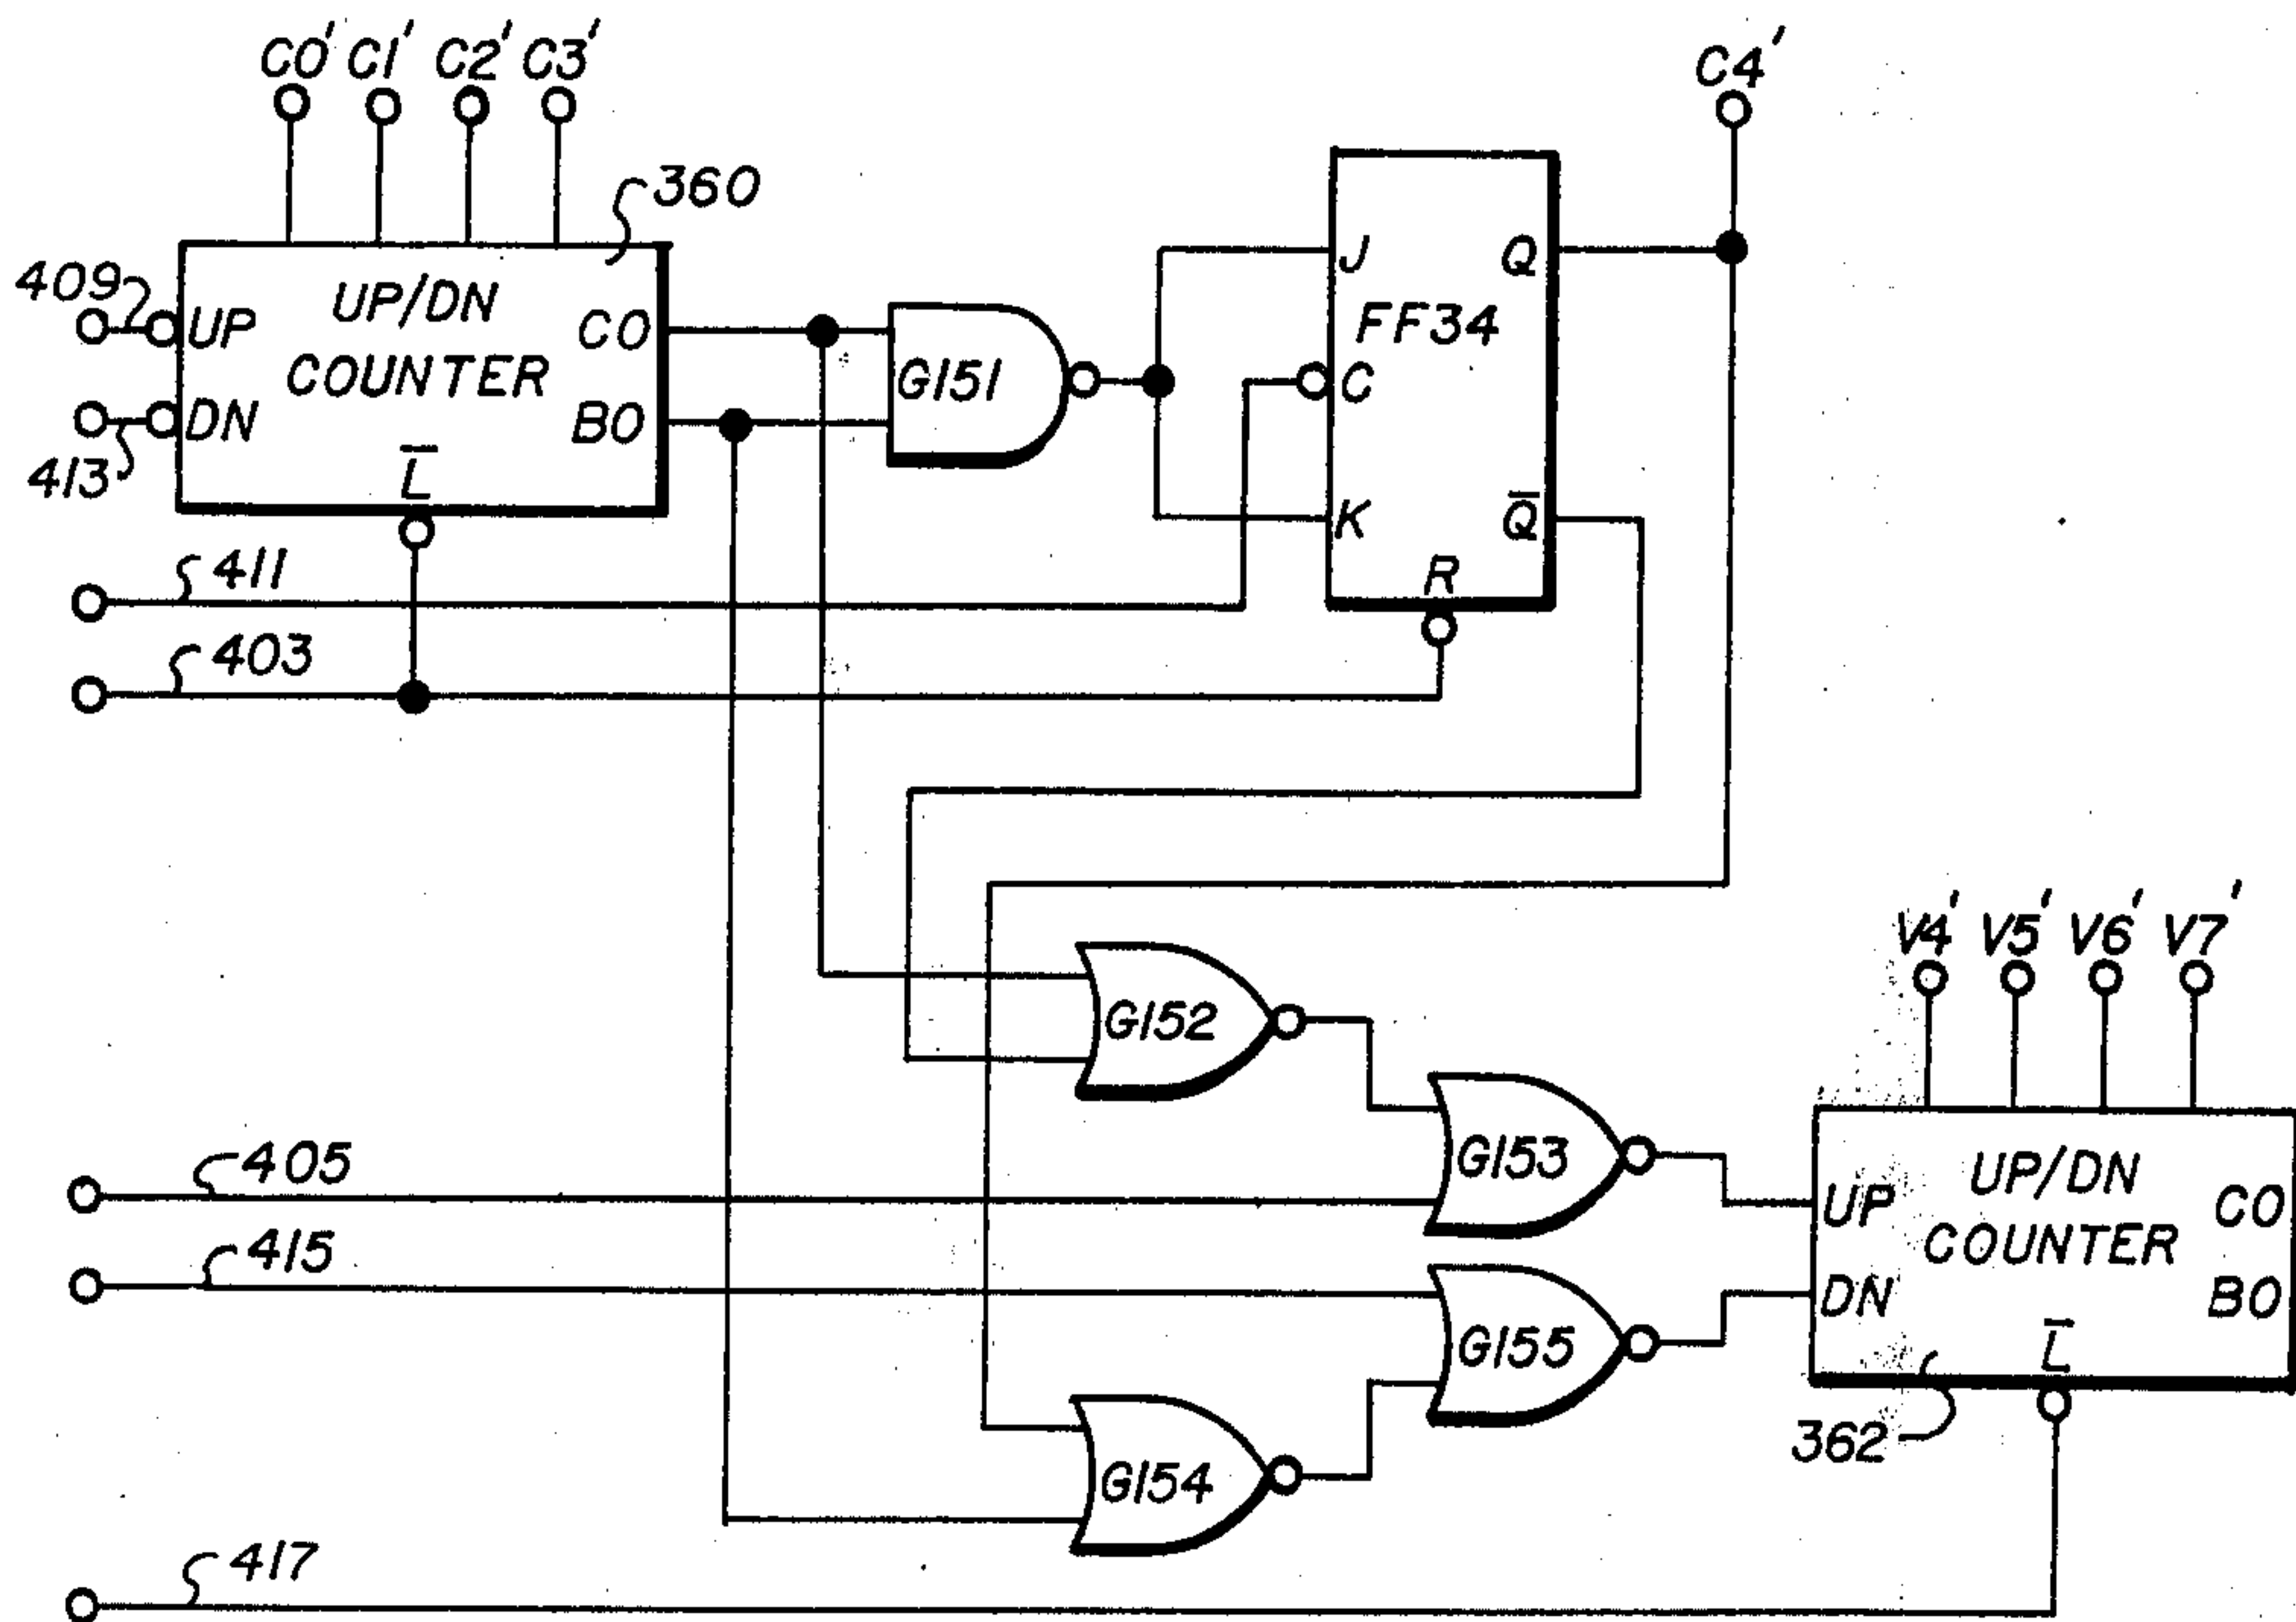 C0' C1' C2' C3'
C4'
360
409
UP
UP/DN
COUNTER
CO
DN
BO
L̅
413
411
403
G151
J
Q
FF34
C
K
Q̅
R
G152
V4' V5' V6' V7'
405
G153
UP
UP/DN
COUNTER
CO
415
DN
BO
G155
L̅
362
G154
417